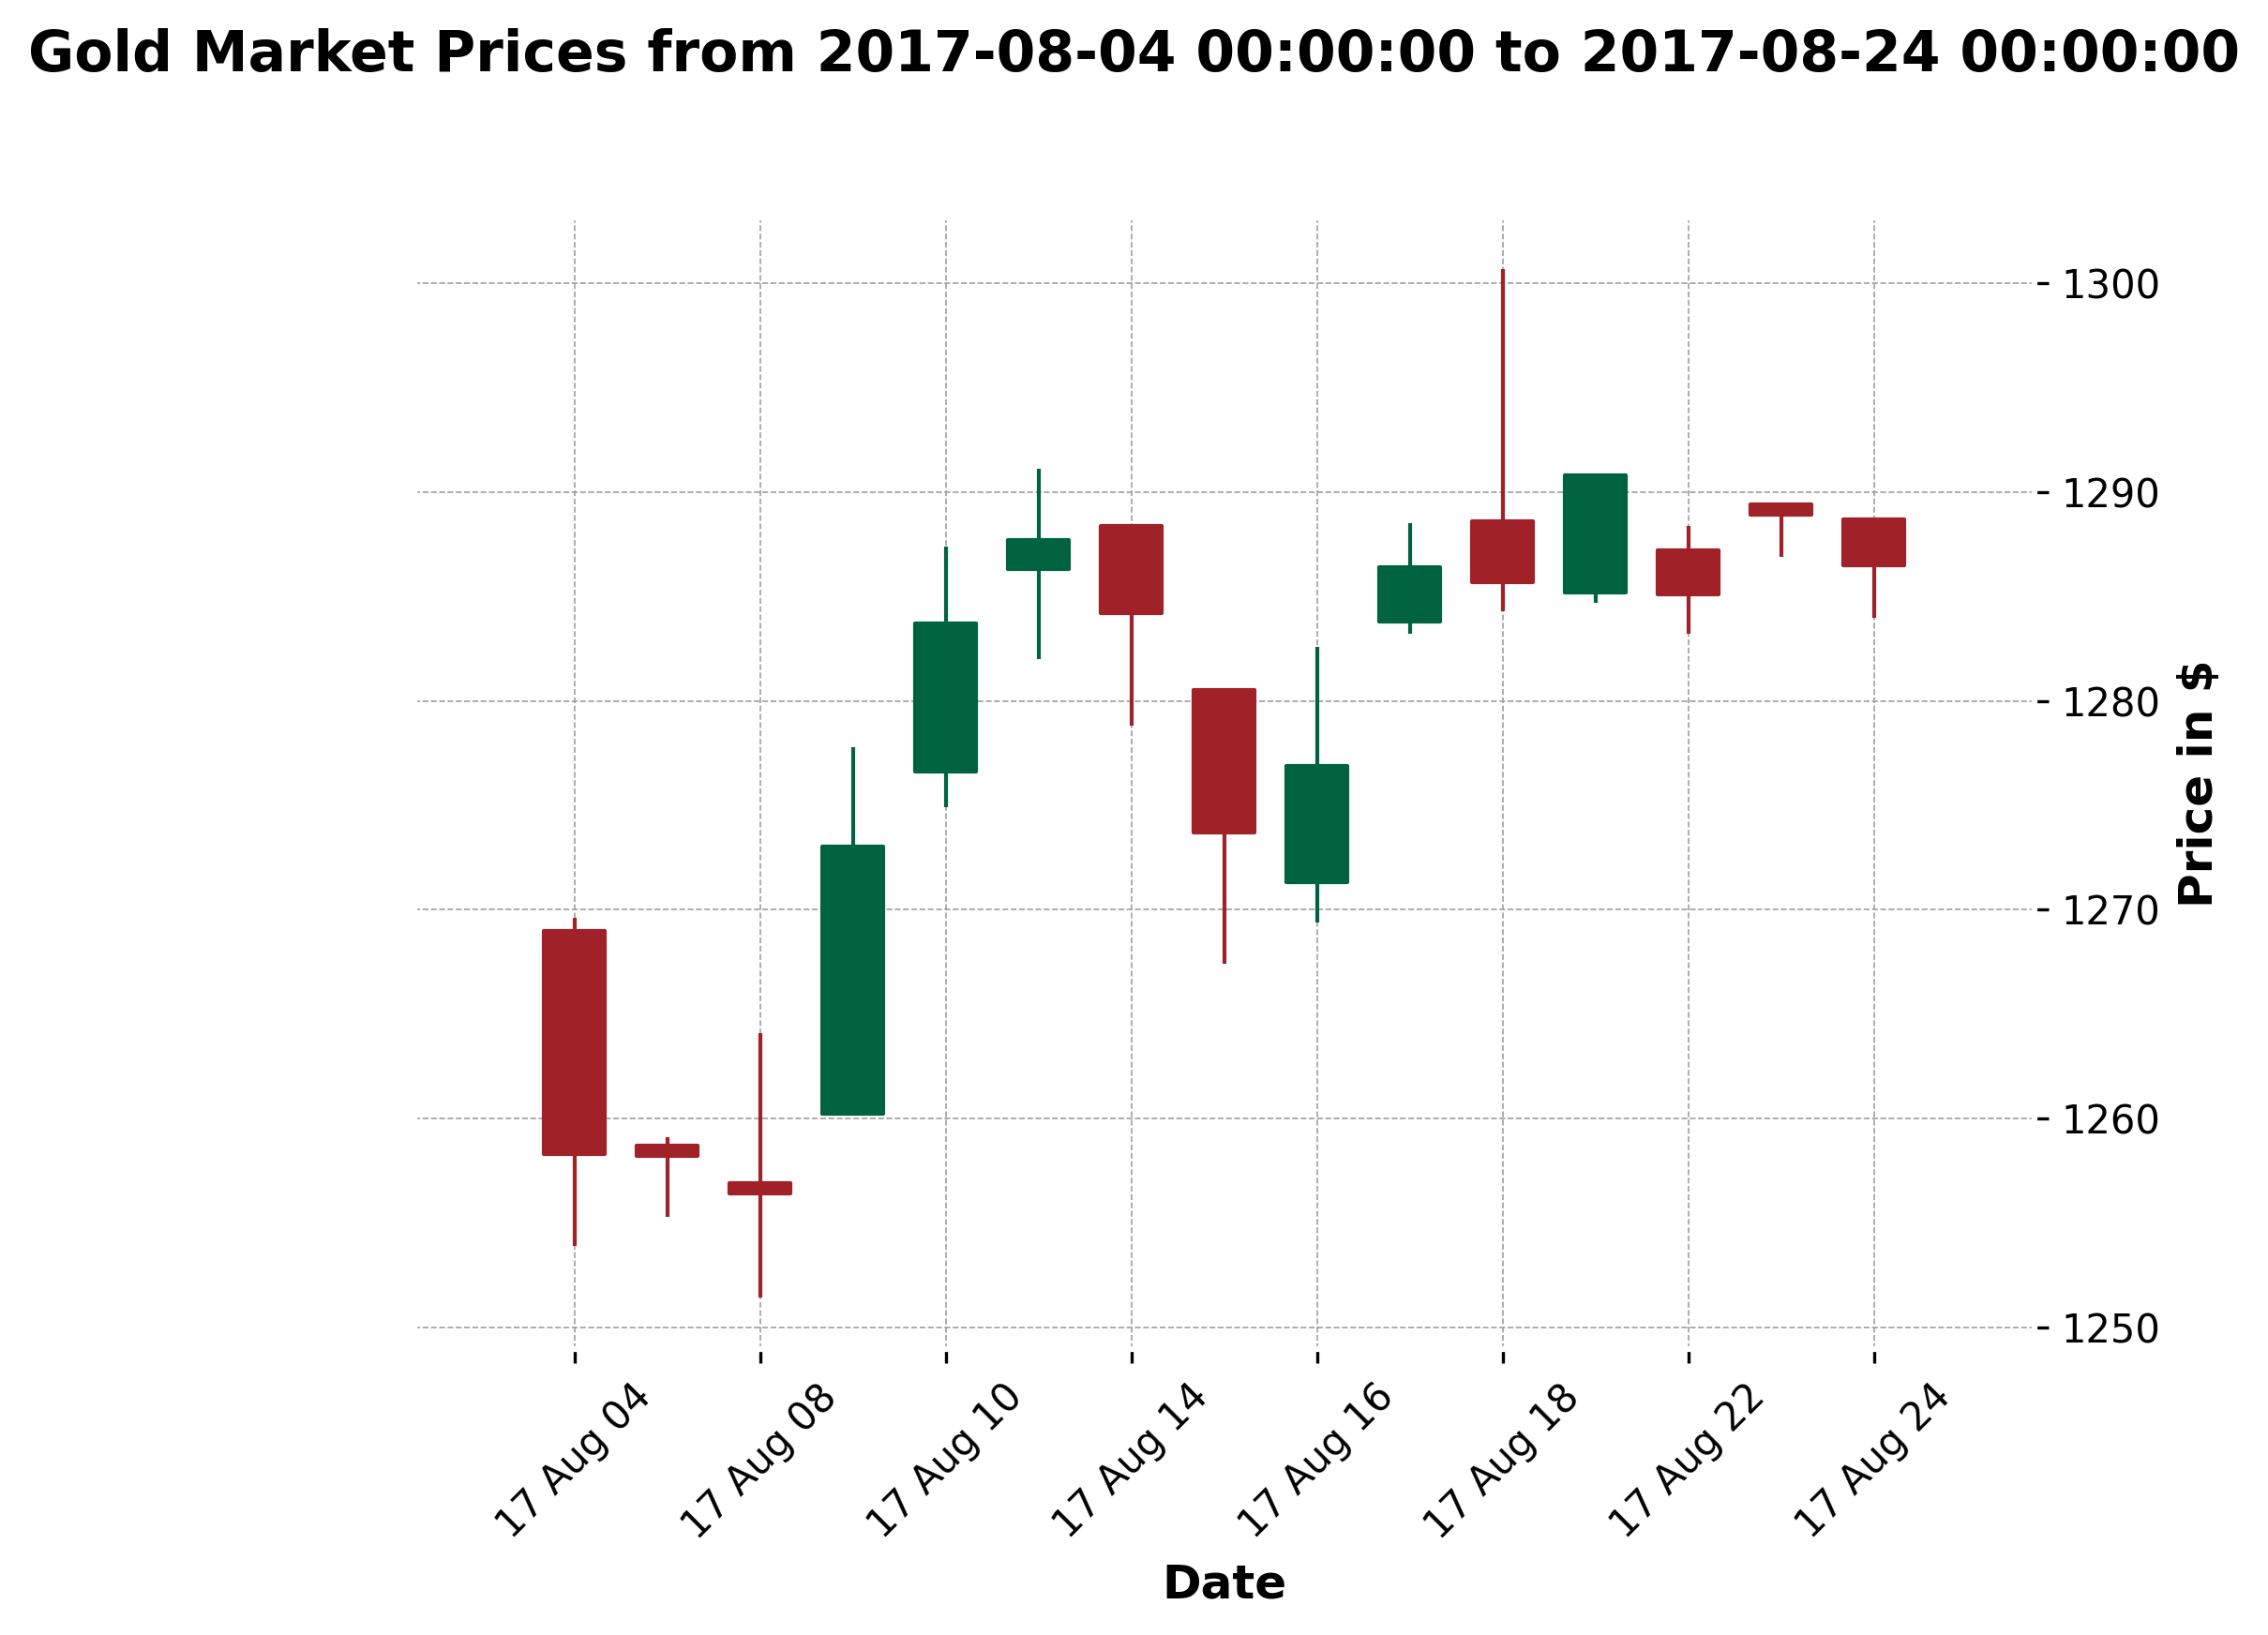 Gold Market Prices from 2017-08-04 00:00:00 to 2017-08-24 00:00:00
1300
1290
1280
1270
1260
1250
Price in $
17 Aug 04
17 Aug 08
17 Aug 10
17 Aug 14
17 Aug 16
17 Aug 18
17 Aug 22
17 Aug 24
Date